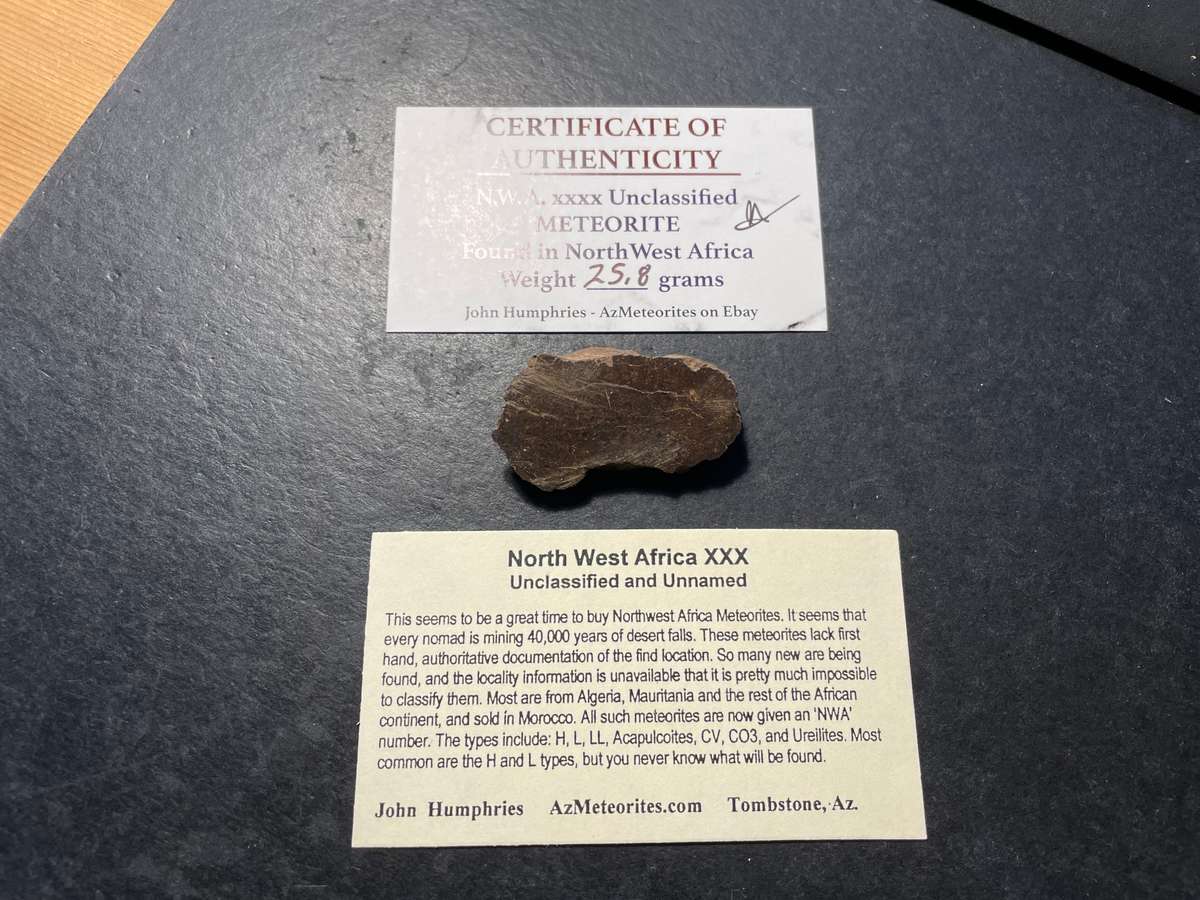 CERTIFICATE OF
AUTHENTICITY
N.W.A. xxxx Unclassified
METEORITE
Found in NorthWest Africa
Weight 25.8 grams
John Humphries - AzMeteorites on Ebay
North West Africa XXX
Unclassified and Unnamed
This seems to be a great time to buy Northwest Africa Meteorites. It seems that
every nomad is mining 40,000 years of desert falls. These meteorites lack first
hand, authoritative documentation of the find location. So many new are being
found, and the locality information is unavailable that it is pretty much impossible
to classify them. Most are from Algeria, Mauritania and the rest of the African
continent, and sold in Morocco. All such meteorites are now given an 'NWA'
number. The types include: H, L, LL, Acapulcoites, CV, CO3, and Ureilites. Most
common are the H and L types, but you never know what will be found.
John Humphries AzMeteorites.com Tombstone, Az.